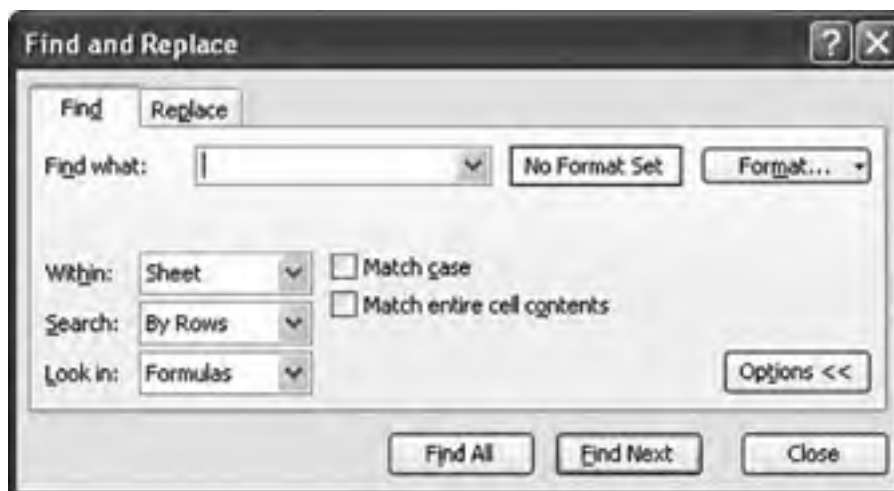 Find and Replace
Find Replace
Find what: No Format Set Format...
Within: Sheet Match case
Search: By Rows Match entire cell contents
Look in: Formulas Options <<
Find All Find Next Close